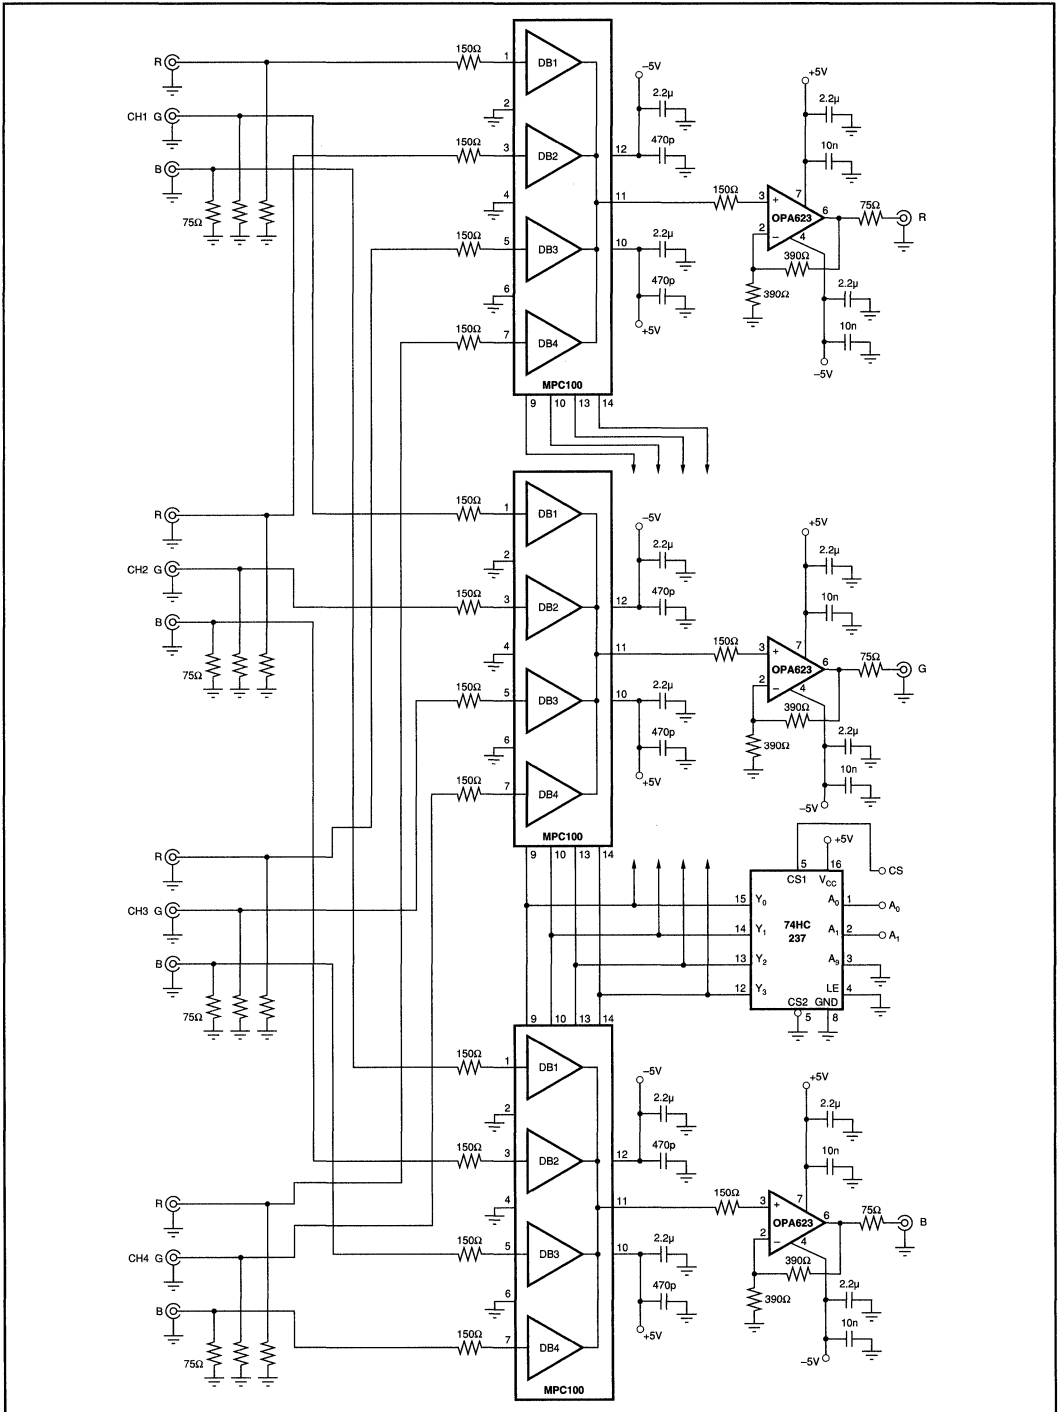 150Ω
R
1
DB1
–5V
+5V
2.2µ
2.2µ
CH1 G
2
470p
10n
150Ω
3
DB2
12
B
4
11
150Ω
3
+
7
OPA623
6
75Ω
R
2
–
4
75Ω
150Ω
5
DB3
10
2.2µ
390Ω
390Ω
2.2µ
6
470p
+5V
10n
150Ω
7
DB4
–5V
MPC100
9
10
13
14
150Ω
R
1
DB1
–5V
+5V
2.2µ
2.2µ
CH2 G
2
470p
10n
150Ω
3
DB2
12
B
4
11
150Ω
3
+
7
OPA623
6
75Ω
G
2
–
4
75Ω
150Ω
5
DB3
10
2.2µ
390Ω
390Ω
2.2µ
6
470p
+5V
10n
150Ω
7
DB4
–5V
MPC100
9
10
13
14
+5V
R
5
16
CS
CS1
VCC
15
Y0
A0
1
A0
CH3 G
74HC
237
14
Y1
A1
2
A1
B
13
Y2
A9
3
12
Y3
LE
4
CS2
GND
5
8
75Ω
9
10
13
14
150Ω
1
DB1
–5V
+5V
2.2µ
2.2µ
2
470p
10n
150Ω
3
DB2
12
R
4
11
150Ω
3
+
7
OPA623
6
75Ω
B
2
–
4
CH4 G
150Ω
5
DB3
10
2.2µ
390Ω
390Ω
2.2µ
6
470p
B
+5V
10n
150Ω
7
DB4
–5V
75Ω
MPC100